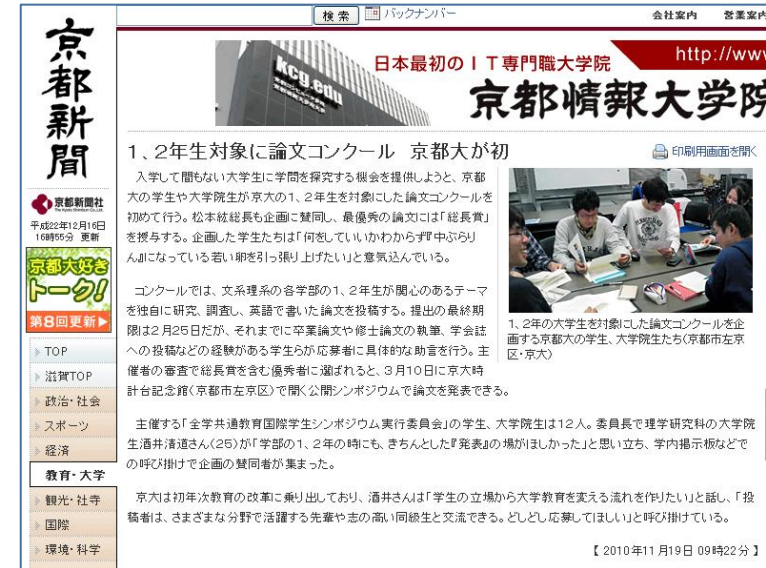 検 索
バックナンバー
会社案内
営業案内
京都新聞
京都新聞社
The Kyoto Shimbun Co.,Ltd.
平成22年12月16日
16時55分 更新
京都大好き
トーク!
第8回更新▶
TOP
滋賀TOP
政治・社会
スポーツ
経済
教育・大学
観光・社寺
国際
環境・科学
kcg.edu
日本最初のIT専門職大学院
http://www
京都情報大学院
1、2年生対象に論文コンクール 京都大が初
印刷用画面を開く
入学して間もない大学生に学問を探究する機会を提供しようと、京都
大の学生や大学院生が京大の1、2年生を対象にした論文コンクールを
初めて行う。松本紘総長も企画に賛同し、最優秀の論文には「総長賞」
を授与する。企画した学生たちは「何をしていいかわからず『中ぶらり
ん』になっている若い卵を引っ張り上げたい」と意気込んでいる。
コンクールでは、文系理系の各学部の1、2年生が関心のあるテーマ
を独自に研究、調査し、英語で書いた論文を投稿する。提出の最終期
限は2月25日だが、それまでに卒業論文や修士論文の執筆、学会誌
への投稿などの経験がある学生らが応募者に具体的な助言を行う。主
催者の審査で総長賞を含む優秀者に選ばれると、3月10日に京大時
計台記念館(京都市左京区)で開く公開シンポジウムで論文を発表できる。
1、2年の大学生を対象にした論文コンクールを企
画する京都大の学生、大学院生たち(京都市左京
区・京大)
主催する「全学共通教育国際学生シンポジウム実行委員会」の学生、大学院生は12人。委員長で理学研究科の大学院
生酒井清道さん(25)が「学部の1、2年の時にも、きちんとした『発表』の場がほしかった」と思い立ち、学内掲示板などで
の呼び掛けで企画の賛同者が集まった。
京大は初年次教育の改革に乗り出しており、酒井さんは「学生の立場から大学教育を変える流れを作りたい」と話し、「投
稿者は、さまざまな分野で活躍する先輩や志の高い同級生と交流できる。どしどし応募してほしい」と呼び掛けている。
【 2010年11月19日 09時22分 】